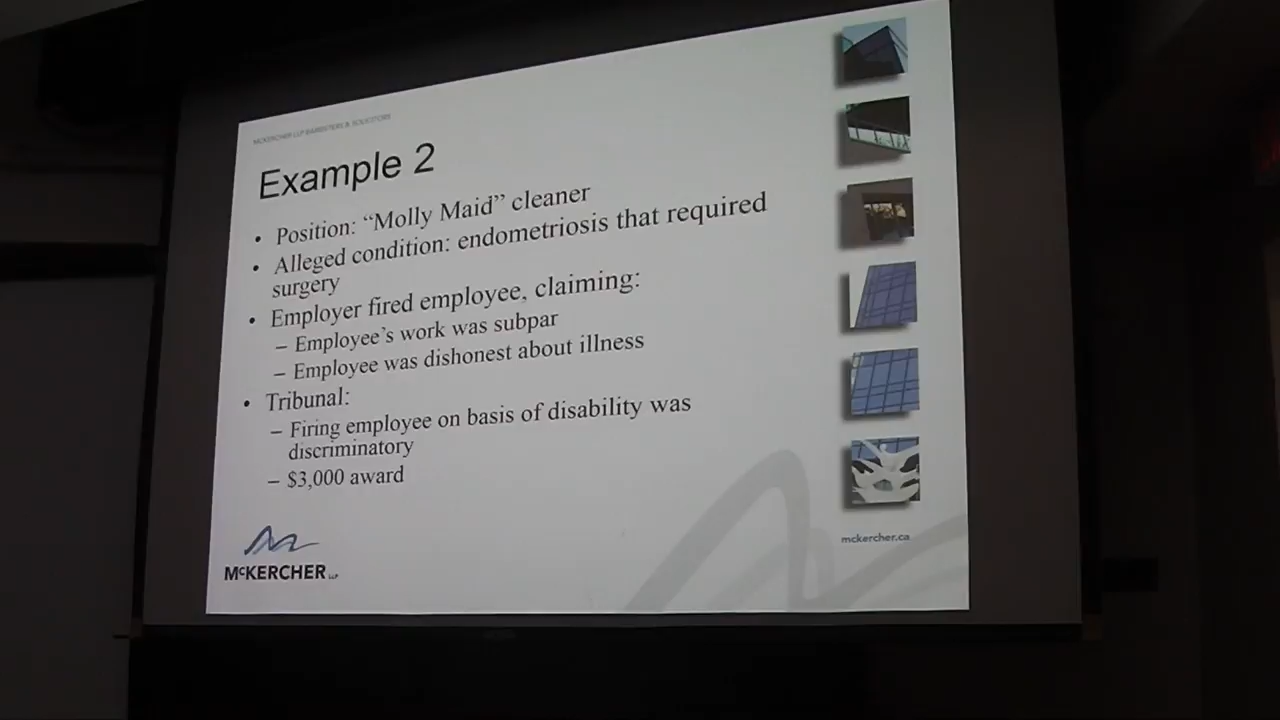 MCKERCHER LLP BARRISTERS & SOLICITORS
Example 2
• Position: “Molly Maid” cleaner
• Alleged condition: endometriosis that required
surgery
• Employer fired employee, claiming:
– Employee’s work was subpar
– Employee was dishonest about illness
• Tribunal:
– Firing employee on basis of disability was
discriminatory
– $3,000 award
mckercher.ca
MCKERCHER LLP